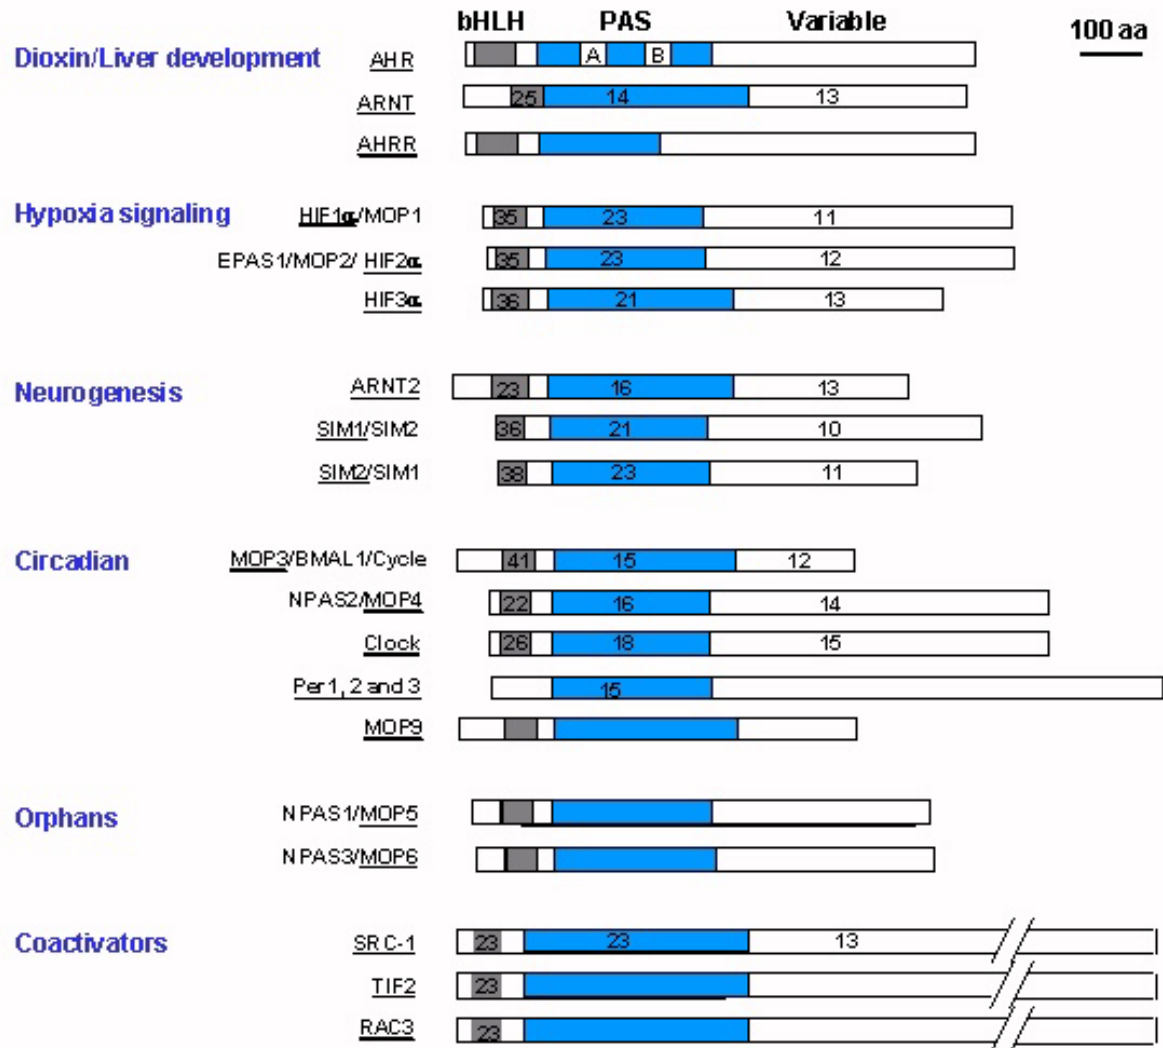 bHLH PAS Variable 100 aa
Dioxin/Liver development AHR A B
ARNT 25 14 13
AHRR
Hypoxia signaling HIF1α/MOP1 35 23 11
EPAS1/MOP2/ HIF2α 35 23 12
HIF3α 36 21 13
Neurogenesis ARNT2 23 16 13
SIM1/SIM2 36 21 10
SIM2/SIM1 38 23 11
Circadian MOP3/BMAL1/Cycle 41 15 12
NPAS2/MOP4 22 16 14
Clock 26 18 15
Per1, 2 and 3 15
MOP9
Orphans NPAS1/MOP5
NPAS3/MOP6
Coactivators SRC-1 23 23 13
TIF2 23
RAC3 23